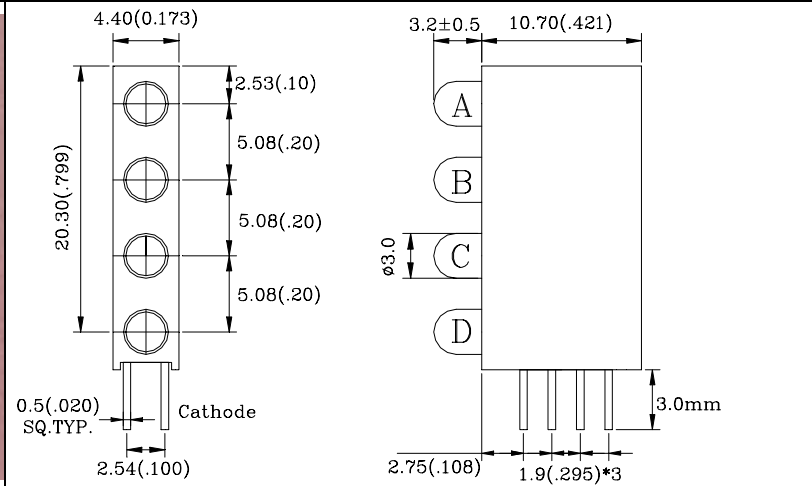 4.40(0.173)
3.2±0.5
10.70(.421)
2.53(.10)
A
5.08(.20)
20.30(.799)
B
5.08(.20)
ø3.0
C
5.08(.20)
D
0.5(.020)
SQ.TYP.
Cathode
3.0mm
2.54(.100)
2.75(.108)
1.9(.295)*3